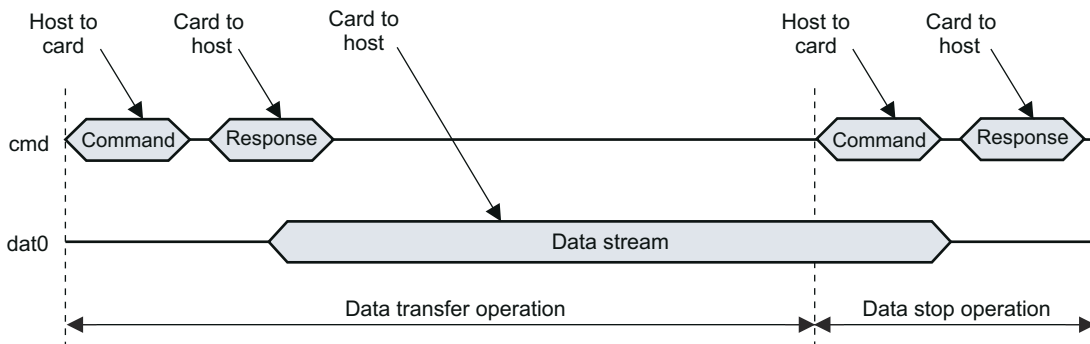 Host to
card
Card to
host
Card to
host
Host to
card
Card to
host
cmd
Command
Response
Command
Response
dat0
Data stream
Data transfer operation
Data stop operation